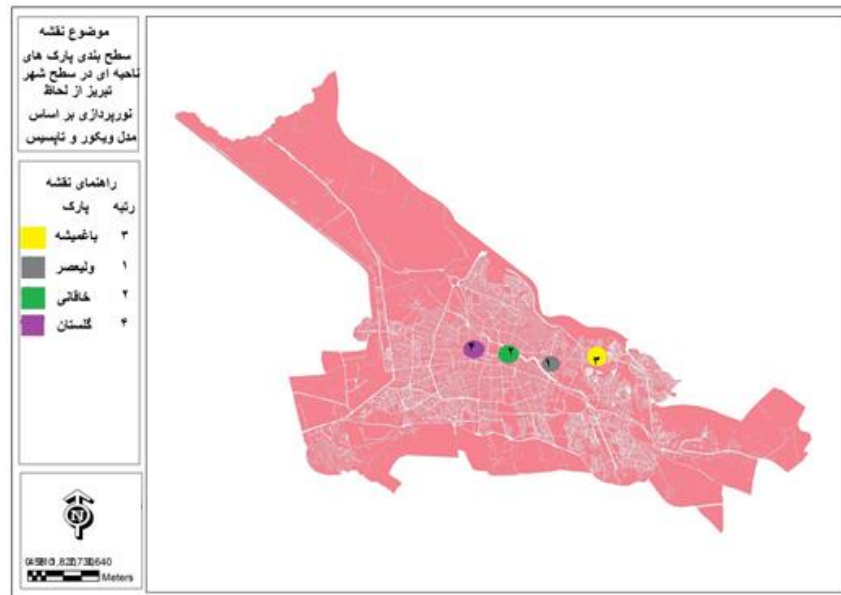 موضوع نقشه
سطح بندی پارک های
ناحیه ای در سطح شهر
تبریز از لحاظ
نورپردازی بر اساس
مدل ویکور و تاپسیس
راهنمای نقشه
رتبه پارک
۳ باغمیشه
۱ ولیعصر
۲ خاقانی
۴ گلستان
۴ ۲ ۱ ۳
N
Meters